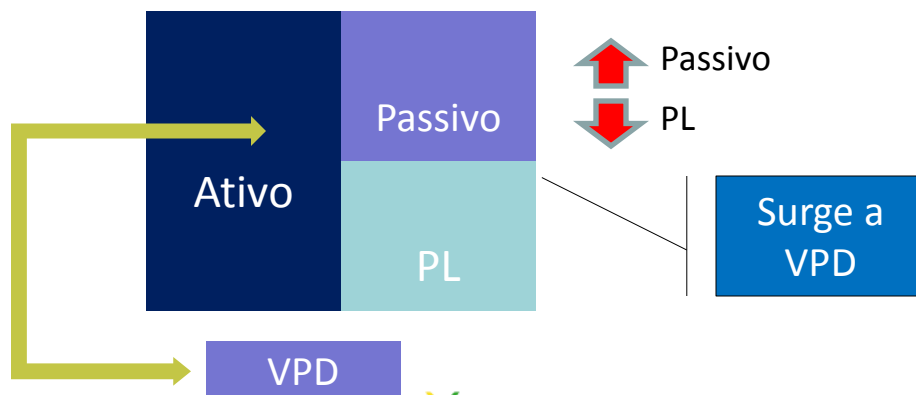 Passivo
Passivo
PL
Ativo
Surge a
VPD
PL
VPD